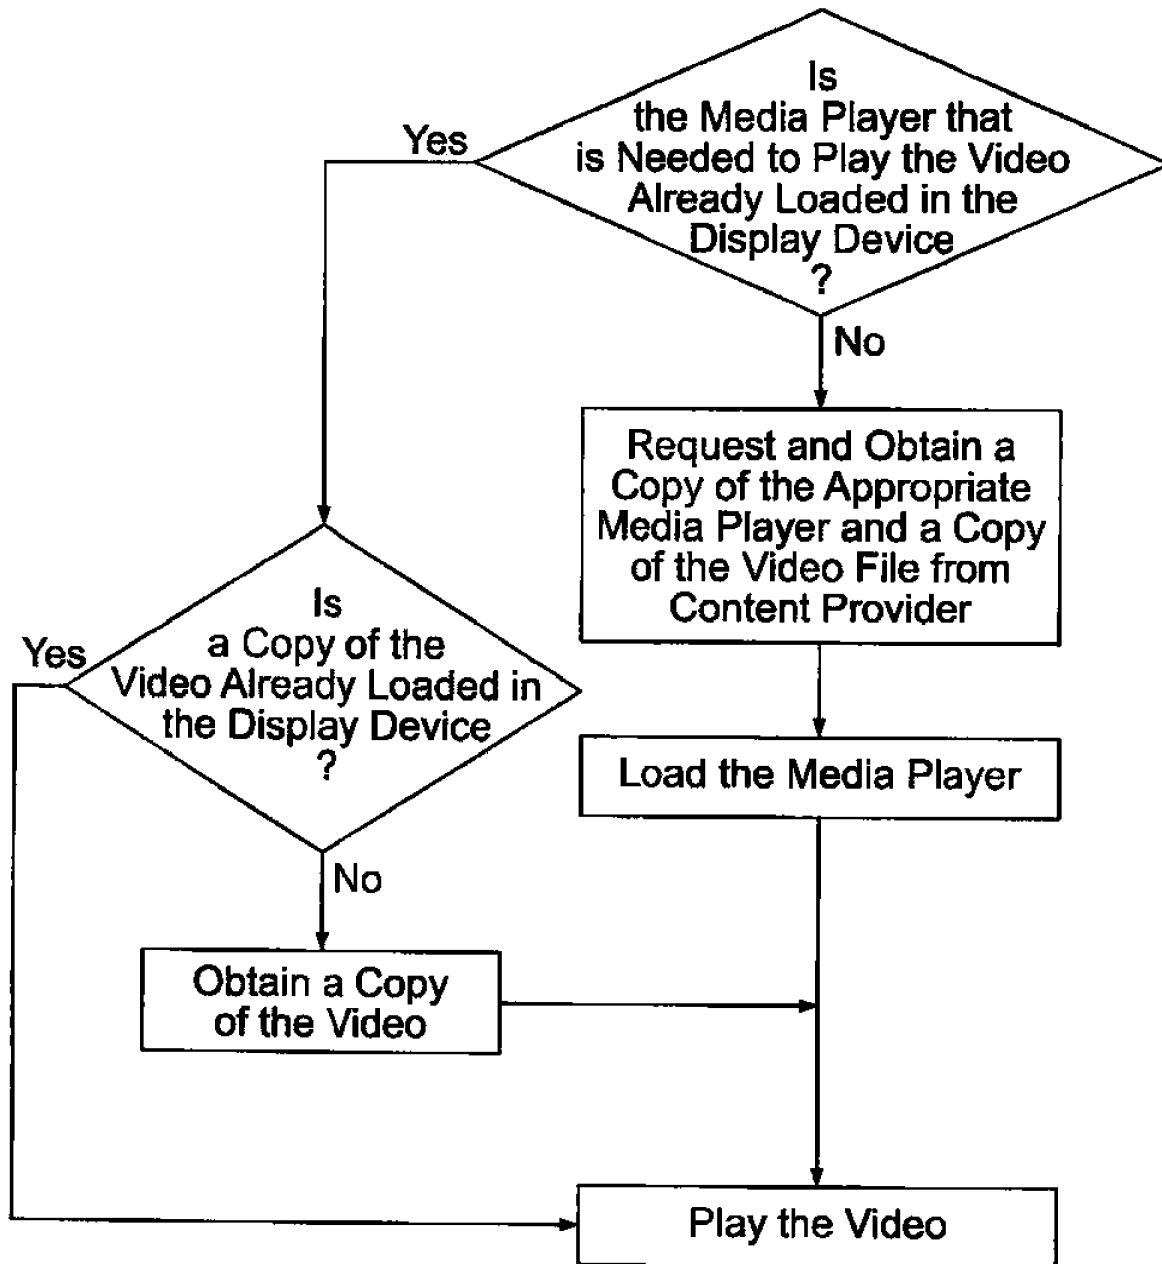 Is
the Media Player that
is Needed to Play the Video
Already Loaded in the
Display Device
?
Yes
No
Request and Obtain a
Copy of the Appropriate
Media Player and a Copy
of the Video File from
Content Provider
Is
a Copy of the
Video Already Loaded in
the Display Device
?
Yes
No
Load the Media Player
Obtain a Copy
of the Video
Play the Video